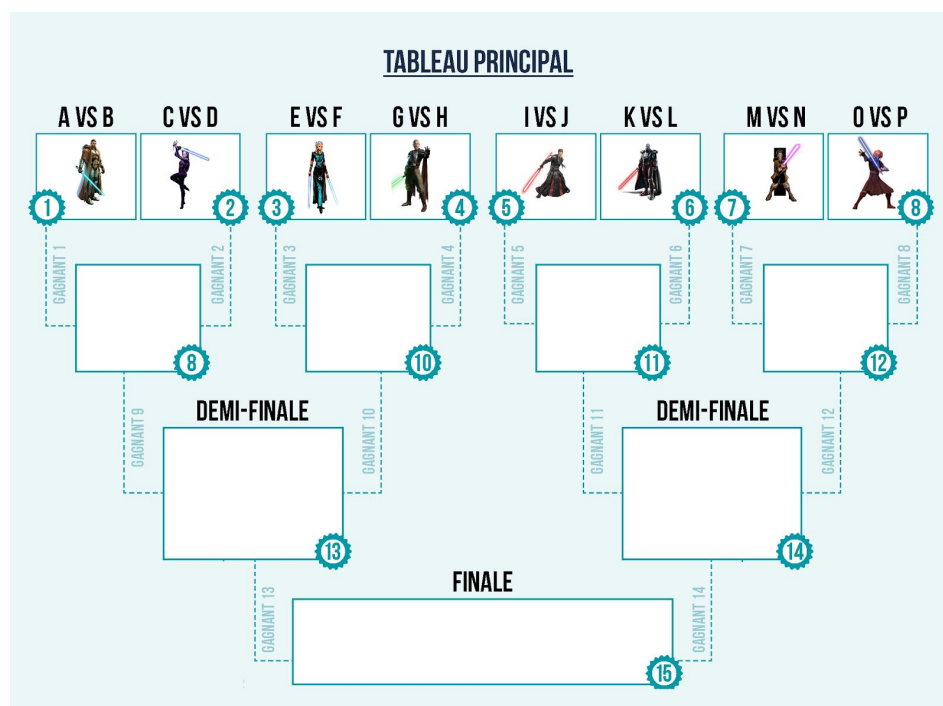 TABLEAU PRINCIPAL
A VS B
C VS D
E VS F
G VS H
I VS J
K VS L
M VS N
O VS P
1
2
3
4
5
6
7
8
GAGNANT 1
GAGNANT 2
GAGNANT 3
GAGNANT 4
GAGNANT 5
GAGNANT 6
GAGNANT 7
GAGNANT 8
8
10
11
12
GAGNANT 9
DEMI-FINALE
GAGNANT 10
GAGNANT 11
DEMI-FINALE
GAGNANT 12
13
14
GAGNANT 13
FINALE
GAGNANT 14
15